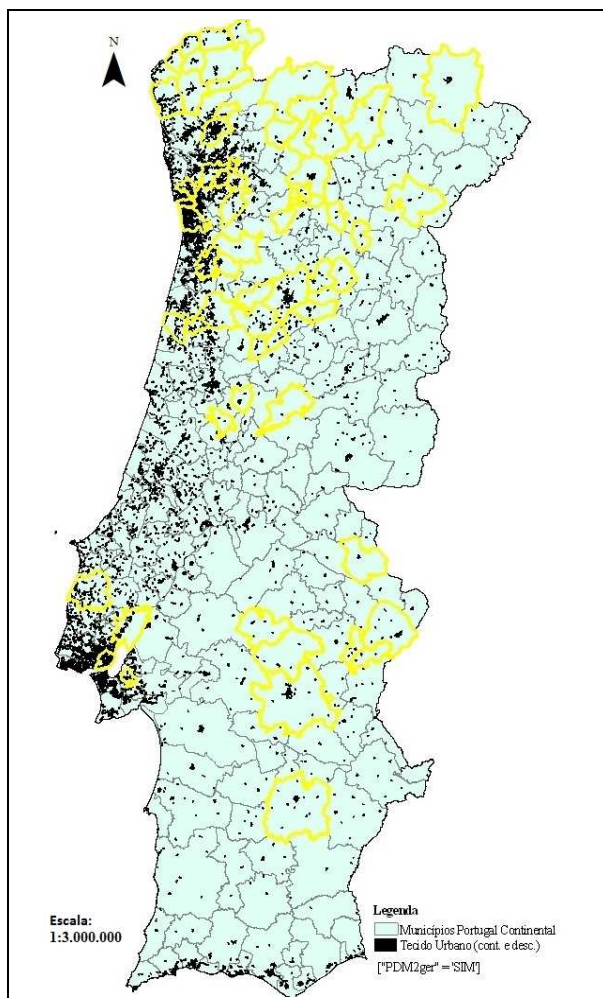 N
Escala:
1:3.000.000
Legenda
Municípios Portugal Continental
Tecido Urbano (cont. e desc.)
["PDM2ger" = 'SIM']